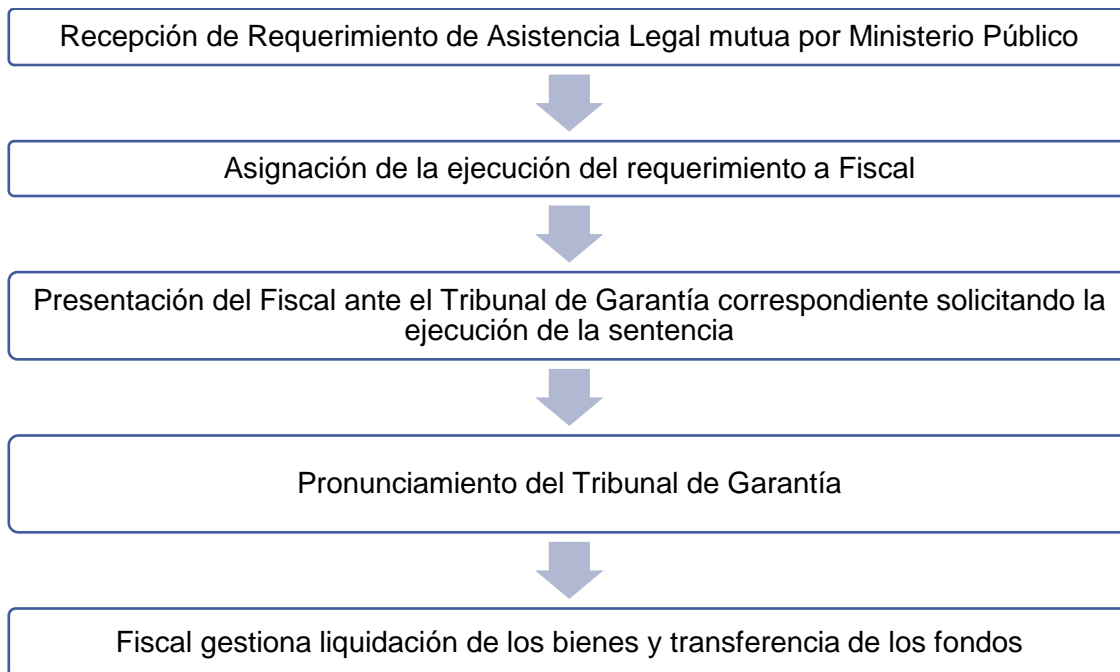 Recepción de Requerimiento de Asistencia Legal mutua por Ministerio Público
Asignación de la ejecución del requerimiento a Fiscal
Presentación del Fiscal ante el Tribunal de Garantía correspondiente solicitando la
ejecución de la sentencia
Pronunciamiento del Tribunal de Garantía
Fiscal gestiona liquidación de los bienes y transferencia de los fondos